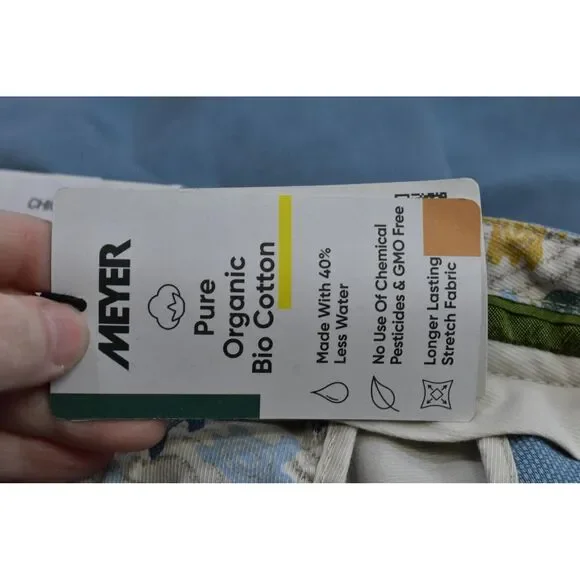 MEYER
Pure
Organic
Bio Cotton
Made With 40%
Less Water
No Use Of Chemical
Pesticides & GMO Free
Longer Lasting
Stretch Fabric